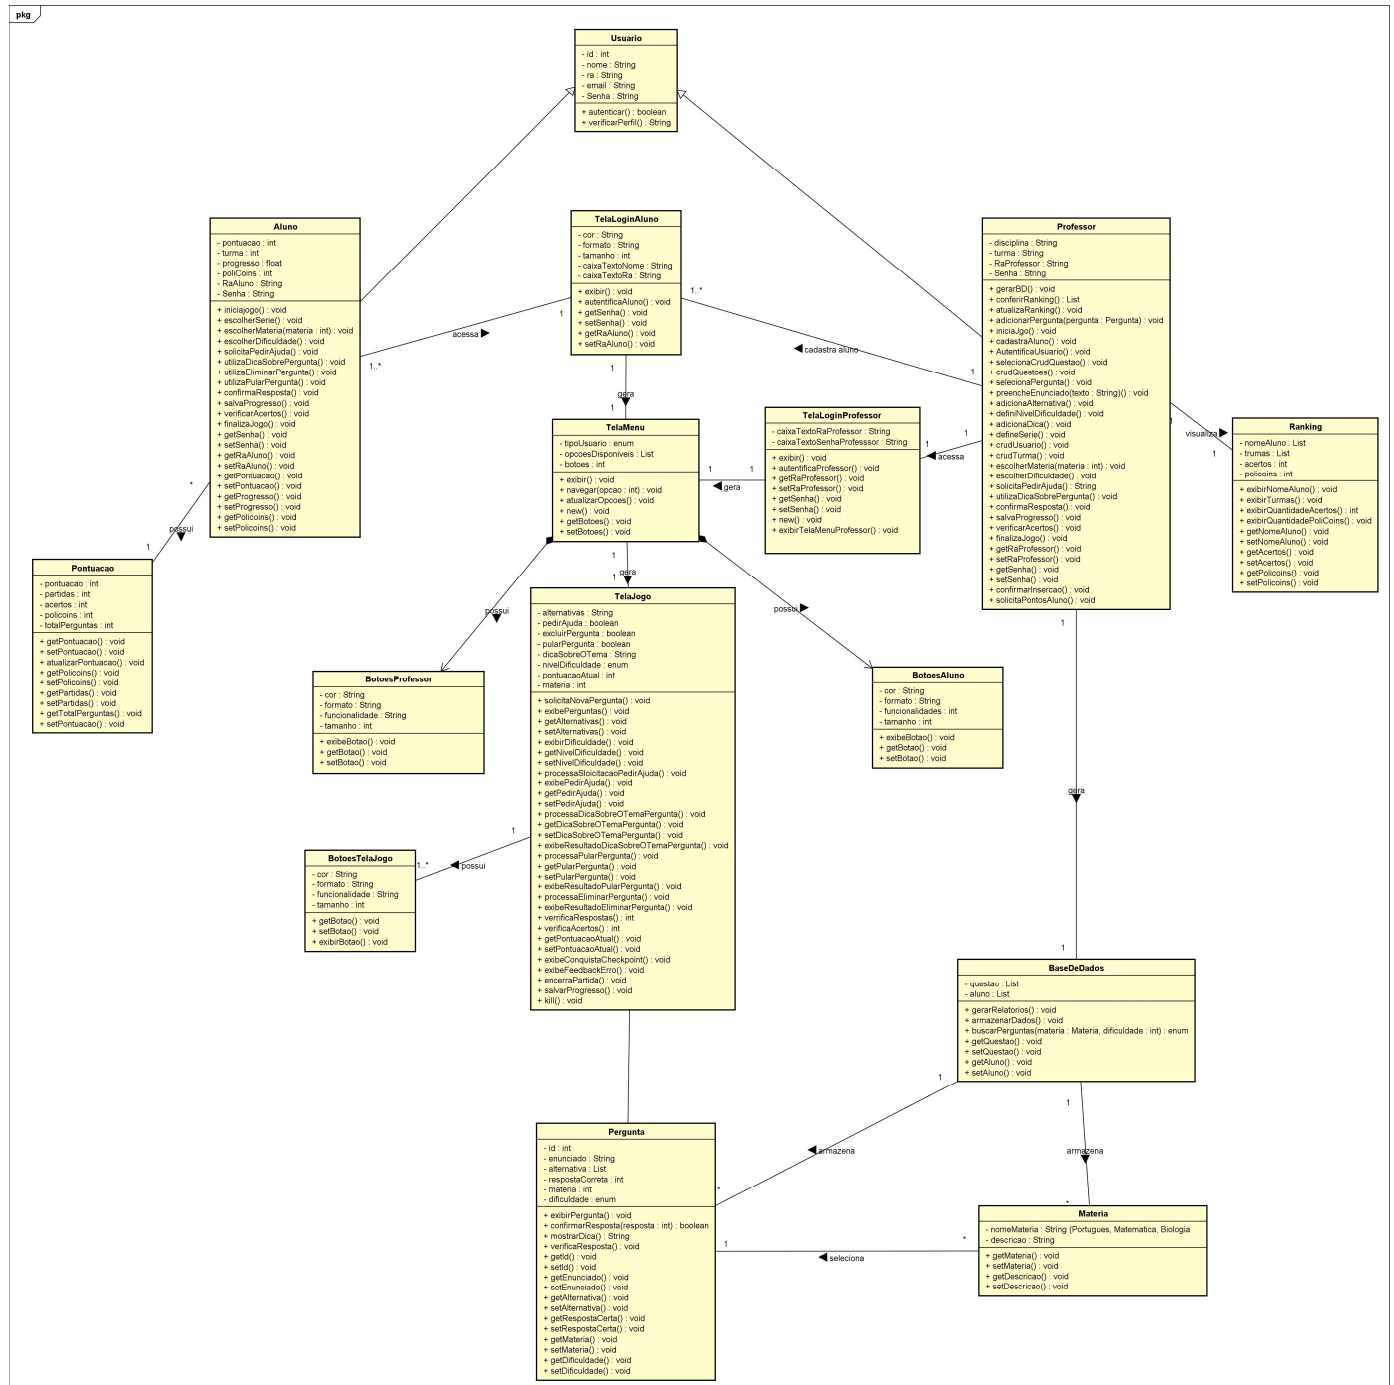 pkg
Usuario
- id : int
- nome : String
- ra : String
- email : String
- Senha : String
+ autenticar() : boolean
+ verificarPerfil() : String
Aluno
- pontuacao : int
- turma : int
- progresso : float
- poliCoins : int
- RaAluno : String
- Senha : String
+ iniciajogo() : void
+ escolherSerie() : void
+ escolherMateria(materia : int) : void
+ escolherDificuldade() : void
+ solicitaPedirAjuda() : void
+ utilizaDicaSobrePergunta() : void
+ utilizaEliminarPergunta() : void
+ utilizaPularPergunta() : void
+ confirmaResposta() : void
+ salvaProgresso() : void
+ verificarAcertos() : void
+ finalizaJogo() : void
+ getSenha() : void
+ setSenha() : void
+ getRaAluno() : void
+ setRaAluno() : void
+ getPontuacao() : void
+ setPontuacao() : void
+ getProgresso() : void
+ setProgresso() : void
+ getPolicoins() : void
+ setPolicoins() : void
TelaLoginAluno
- cor : String
- formato : String
- tamanho : int
- caixaTextoNome : String
- caixaTextoRa : String
+ exibir() : void
+ autentificaAluno() : void
+ getSenha() : void
+ setSenha() : void
+ getRaAluno() : void
+ setRaAluno() : void
Professor
- disciplina : String
- turma : String
- RaProfessor : String
- Senha : String
+ gerarBD() : void
+ conferirRanking() : List
+ atualizaRanking() : void
+ adicionarPergunta(pergunta : Pergunta) : void
+ iniciaJgo() : void
+ cadastraAluno() : void
+ AutentificaUsuario() : void
+ selecionaCrudQuestao() : void
+ crudQuestoes() : void
+ selecionaPergunta() : void
+ preencheEnunciado(texto : String)() : void
+ adicionaAlternativa() : void
+ definiNivelDificuldade() : void
+ adicionaDica() : void
+ defineSerie() : void
+ crudUsuario() : void
+ crudTurma() : void
+ escolherMateria(materia : int) : void
+ escolherDificuldade() : void
+ solicitaPedirAjuda() : String
+ utilizaDicaSobrePergunta() : void
+ confirmaResposta() : void
+ salvaProgresso() : void
+ verificarAcertos() : void
+ finalizaJogo() : void
+ getRaProfessor() : void
+ setRaProfessor() : void
+ getSenha() : void
+ setSenha() : void
+ confirmarInsercao() : void
+ solicitaPontosAluno() : void
1..*
acessa
1
1..*
cadastra aluno
1
1
gera
1
TelaMenu
- tipoUsuario : enum
- opcoesDisponiveis : List
- botoes : int
+ exibir() : void
+ navegar(opcao : int) : void
+ atualizarOpcoes() : void
+ new() : void
+ getBotoes() : void
+ setBotoes() : void
TelaLoginProfessor
- caixaTextoRaProfessor : String
- caixaTextoSenhaProfesssor : String
+ exibir() : void
+ autentificaProfessor() : void
+ getRaProfessor() : void
+ setRaProfessor() : void
+ getSenha() : void
+ setSenha() : void
+ new() : void
+ exibirTelaMenuProfessor() : void
1
acessa
1
1
gera
1
1
visualiza
1
Ranking
- nomeAluno : List
- trumas : List
- acertos : int
- policoins : int
+ exibirNomeAluno() : void
+ exibirTurmas() : void
+ exibirQuantidadeAcertos() : int
+ exibirQuantidadePoliCoins() : void
+ getNomeAluno() : void
+ setNomeAluno() : void
+ getAcertos() : void
+ setAcertos() : void
+ getPolicoins() : void
+ setPolicoins() : void
*
possui
1
Pontuacao
- pontuacao : int
- partidas : int
- acertos : int
- policoins : int
- totalPerguntas : int
+ getPontuacao() : void
+ setPontuacao() : void
+ atualizarPontuacao() : void
+ getPolicoins() : void
+ setPolicoins() : void
+ getPartidas() : void
+ setPartidas() : void
+ getTotalPerguntas() : void
+ setPontuacao() : void
possui
1
gera
1
possui
TelaJogo
- alternativas : String
- pedirAjuda : boolean
- excluirPergunta : boolean
- pularPergunta : boolean
- dicaSobreOTema : String
- nivelDificuldade : enum
- pontuacaoAtual : int
- materia : int
+ solicitaNovaPergunta() : void
+ exibePerguntas() : void
+ getAlternativas() : void
+ setAlternativas() : void
+ exibirDificuldade() : void
+ getNivelDificuldade() : void
+ setNivelDificuldade() : void
+ processaSloicitacaoPedirAjuda() : void
+ exibePedirAjuda() : void
+ getPedirAjuda() : void
+ setPedirAjuda() : void
+ processaDicaSobreOTemaPergunta() : void
+ getDicaSobreOTemaPergunta() : void
+ setDicaSobreOTemaPergunta() : void
+ exibeResultadoDicaSobreOTemaPergunta() : void
+ processaPularPergunta() : void
+ getPularPergunta() : void
+ setPularPergunta() : void
+ exibeResultadoPularPergunta() : void
+ processaEliminarPergunta() : void
+ exibeResultadoEliminarPergunta() : void
+ verrificaRespostas() : int
+ verificaAcertos() : int
+ getPontuacaoAtual() : void
+ setPontuacaoAtual() : void
+ exibeConquistaCheckpoint() : void
+ exibeFeedbackErro() : void
+ encerraPartida() : void
+ salvarProgresso() : void
+ kill() : void
BotoesProfessor
- cor : String
- formato : String
- funcionalidade : String
- tamanho : int
+ exibeBotao() : void
+ getBotao() : void
+ setBotao() : void
BotoesAluno
- cor : String
- formato : String
- funcionalidades : int
- tamanho : int
+ exibeBotao() : void
+ getBotao() : void
+ setBotao() : void
1
possui
1..*
BotoesTelaJogo
- cor : String
- formato : String
- funcionalidade : String
- tamanho : int
+ getBotao() : void
+ setBotao() : void
+ exibirBotao() : void
1
gera
1
BaseDeDados
- questao : List
- aluno : List
+ gerarRelatorios() : void
+ armazenarDados() : void
+ buscarPerguntas(materia : Materia, dificuldade : int) : enum
+ getQuestao() : void
+ setQuestao() : void
+ getAluno() : void
+ setAluno() : void
1
armazena
*
1
armazena
*
Pergunta
- id : int
- enunciado : String
- alternativa : List
- respostaCorreta : int
- materia : int
- dificuldade : enum
+ exibirPergunta() : void
+ confirmarResposta(resposta : int) : boolean
+ mostrarDica() : String
+ verificaResposta() : void
+ getId() : void
+ setId() : void
+ getEnunciado() : void
+ setEnunciado() : void
+ getAlternativa() : void
+ setAlternativa() : void
+ getRespostaCerta() : void
+ setRespostaCerta() : void
+ getMateria() : void
+ setMateria() : void
+ getDificuldade() : void
+ setDificuldade() : void
Materia
- nomeMateria : String (Portugues, Matematica, Biologia
- descricao : String
+ getMateria() : void
+ setMateria() : void
+ getDescricao() : void
+ setDescricao() : void
1
seleciona
*